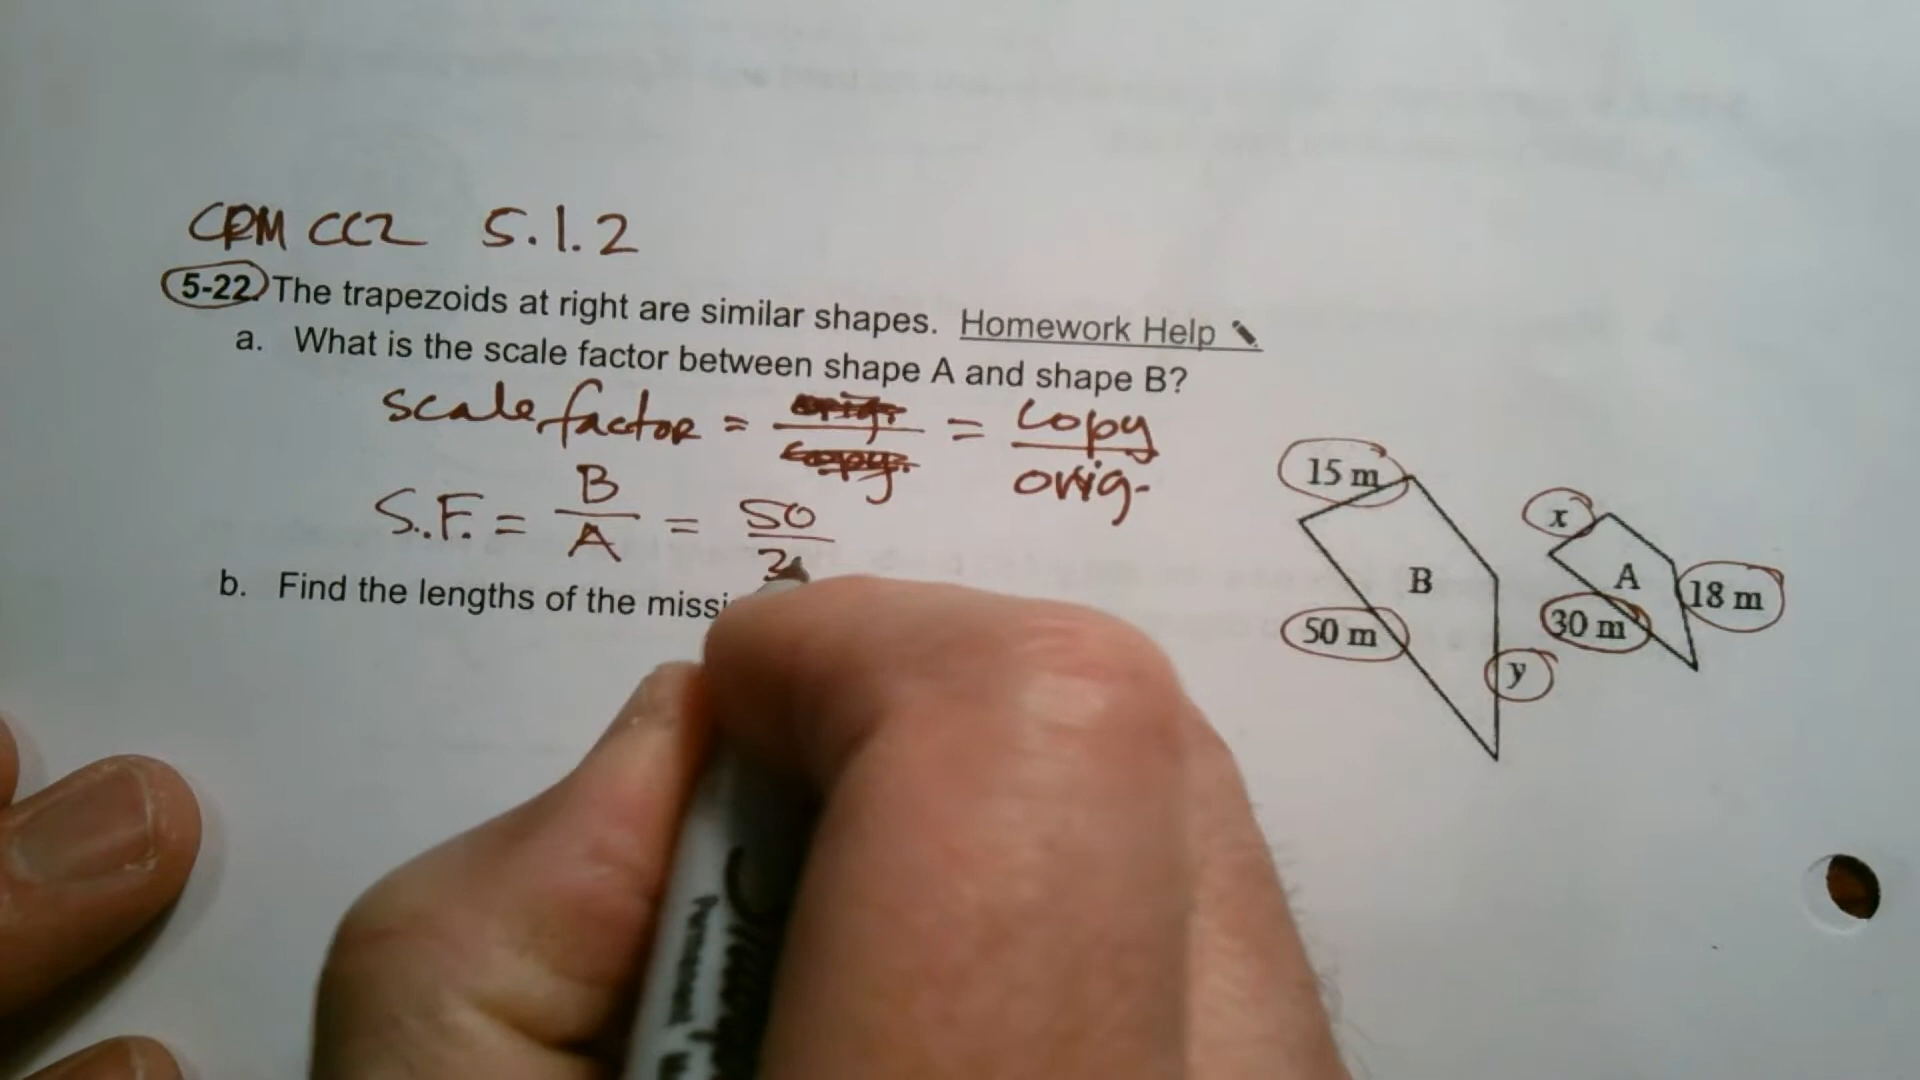 CPM CC2 5.1.2
5-22. The trapezoids at right are similar shapes. Homework Help ✎
a. What is the scale factor between shape A and shape B?
scale factor = = copy / orig.
S.F. = B / A = 50 / 3
b. Find the lengths of the
15 m
B
50 m
y
x
A
18 m
30 m